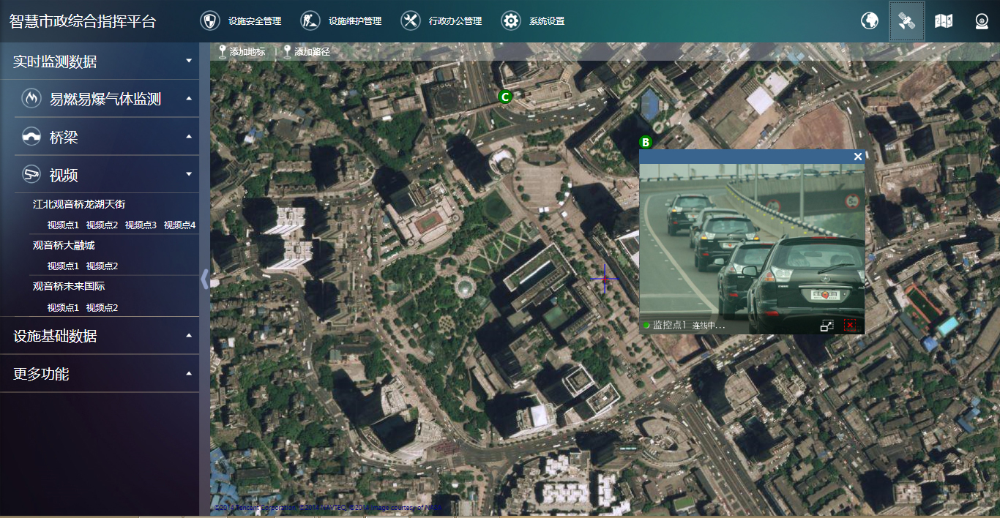 智慧市政综合指挥平台
设施安全管理 设施维护管理 行政办公管理 系统设置
添加地标 | 添加路径
实时监测数据
易燃易爆气体监测
桥梁
视频
江北观音桥龙湖天街
视频点1 视频点2 视频点3 视频点4
观音桥大融城
视频点1 视频点2
观音桥未来国际
视频点1 视频点2
设施基础数据
更多功能
C
B
监控点1 连线中...
©2014 Tencent Corporation, ©2014 NAVTEQ, ©2014 Image courtesy of NASA